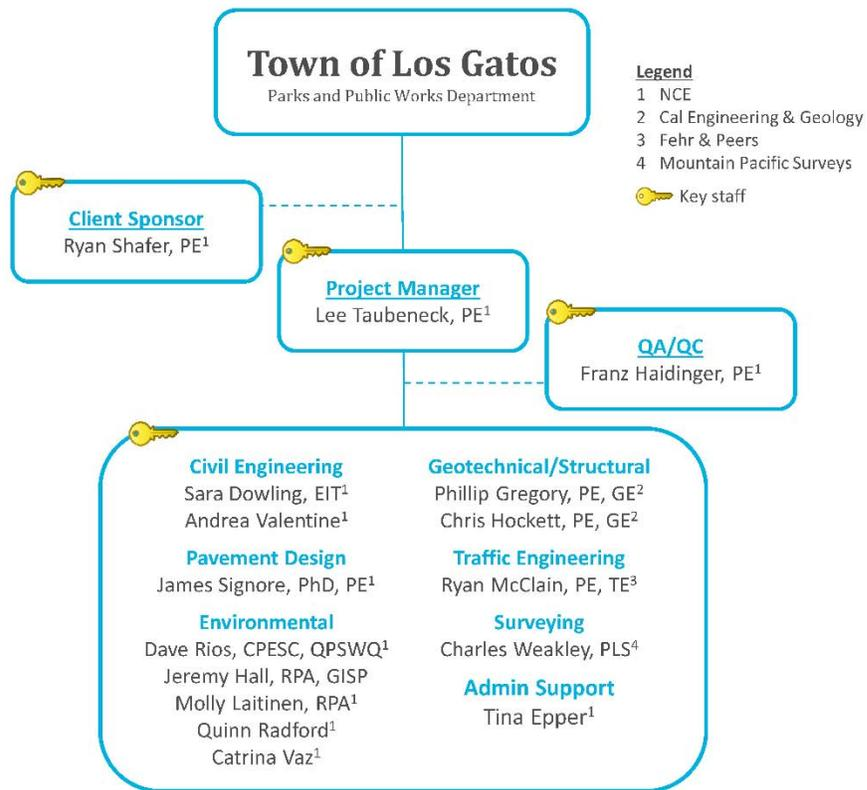 Town of Los Gatos
Parks and Public Works Department
Legend
1 NCE
2 Cal Engineering & Geology
3 Fehr & Peers
4 Mountain Pacific Surveys
Key staff
Client Sponsor
Ryan Shafer, PE¹
Project Manager
Lee Taubeneck, PE¹
QA/QC
Franz Haidinger, PE¹
Civil Engineering
Sara Dowling, EIT¹
Andrea Valentine¹
Pavement Design
James Signore, PhD, PE¹
Environmental
Dave Rios, CPESC, QPSWQ¹
Jeremy Hall, RPA, GISP
Molly Laitinen, RPA¹
Quinn Radford¹
Catrina Vaz¹
Geotechnical/Structural
Phillip Gregory, PE, GE²
Chris Hockett, PE, GE²
Traffic Engineering
Ryan McClain, PE, TE³
Surveying
Charles Weakley, PLS⁴
Admin Support
Tina Epper¹